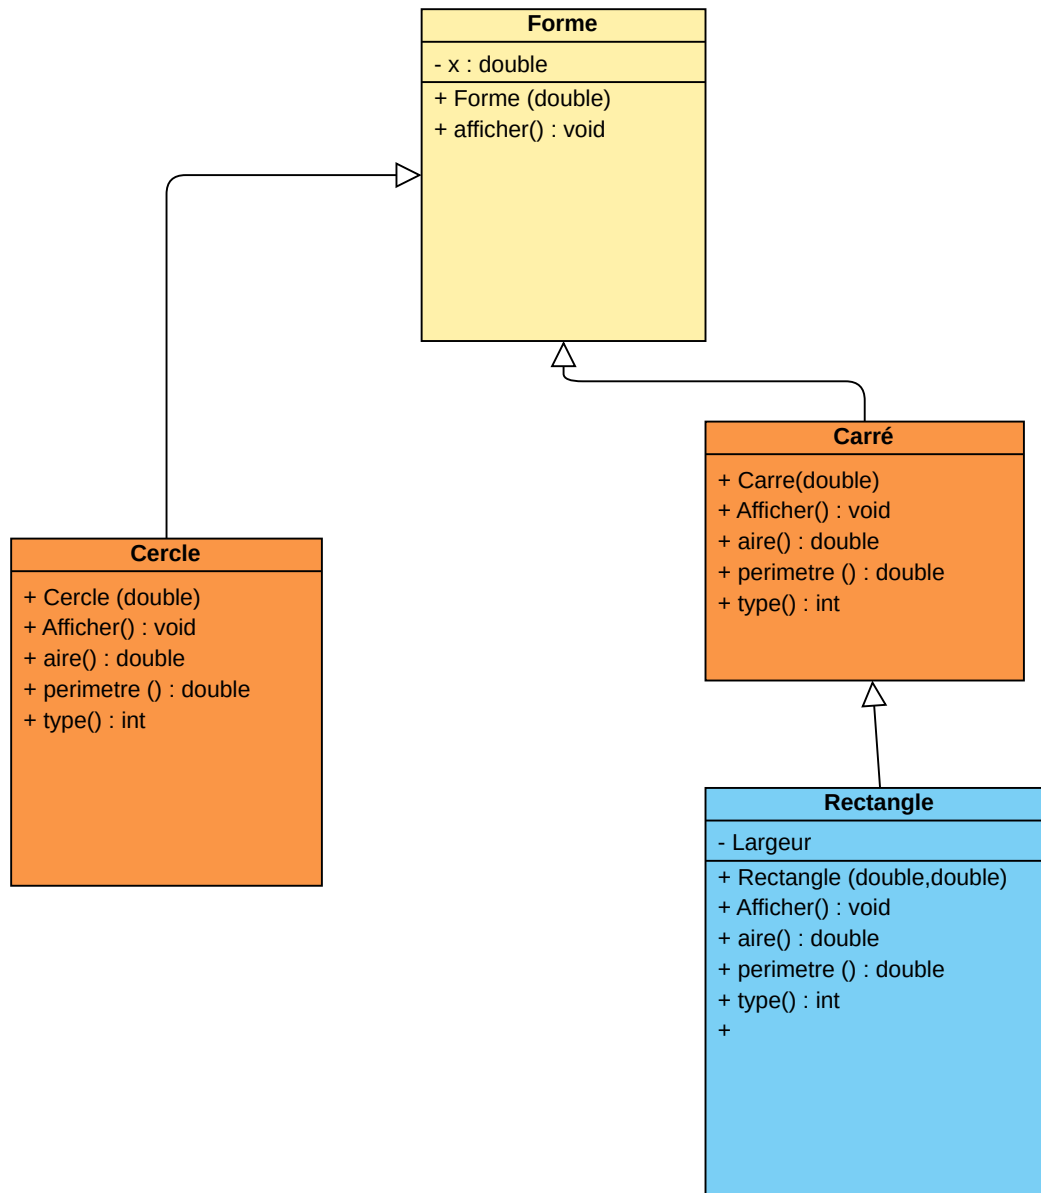 Forme
- x : double
+ Forme (double)
+ afficher() : void
Carré
+ Carre(double)
+ Afficher() : void
+ aire() : double
+ perimetre () : double
+ type() : int
Cercle
+ Cercle (double)
+ Afficher() : void
+ aire() : double
+ perimetre () : double
+ type() : int
Rectangle
- Largeur
+ Rectangle (double,double)
+ Afficher() : void
+ aire() : double
+ perimetre () : double
+ type() : int
+